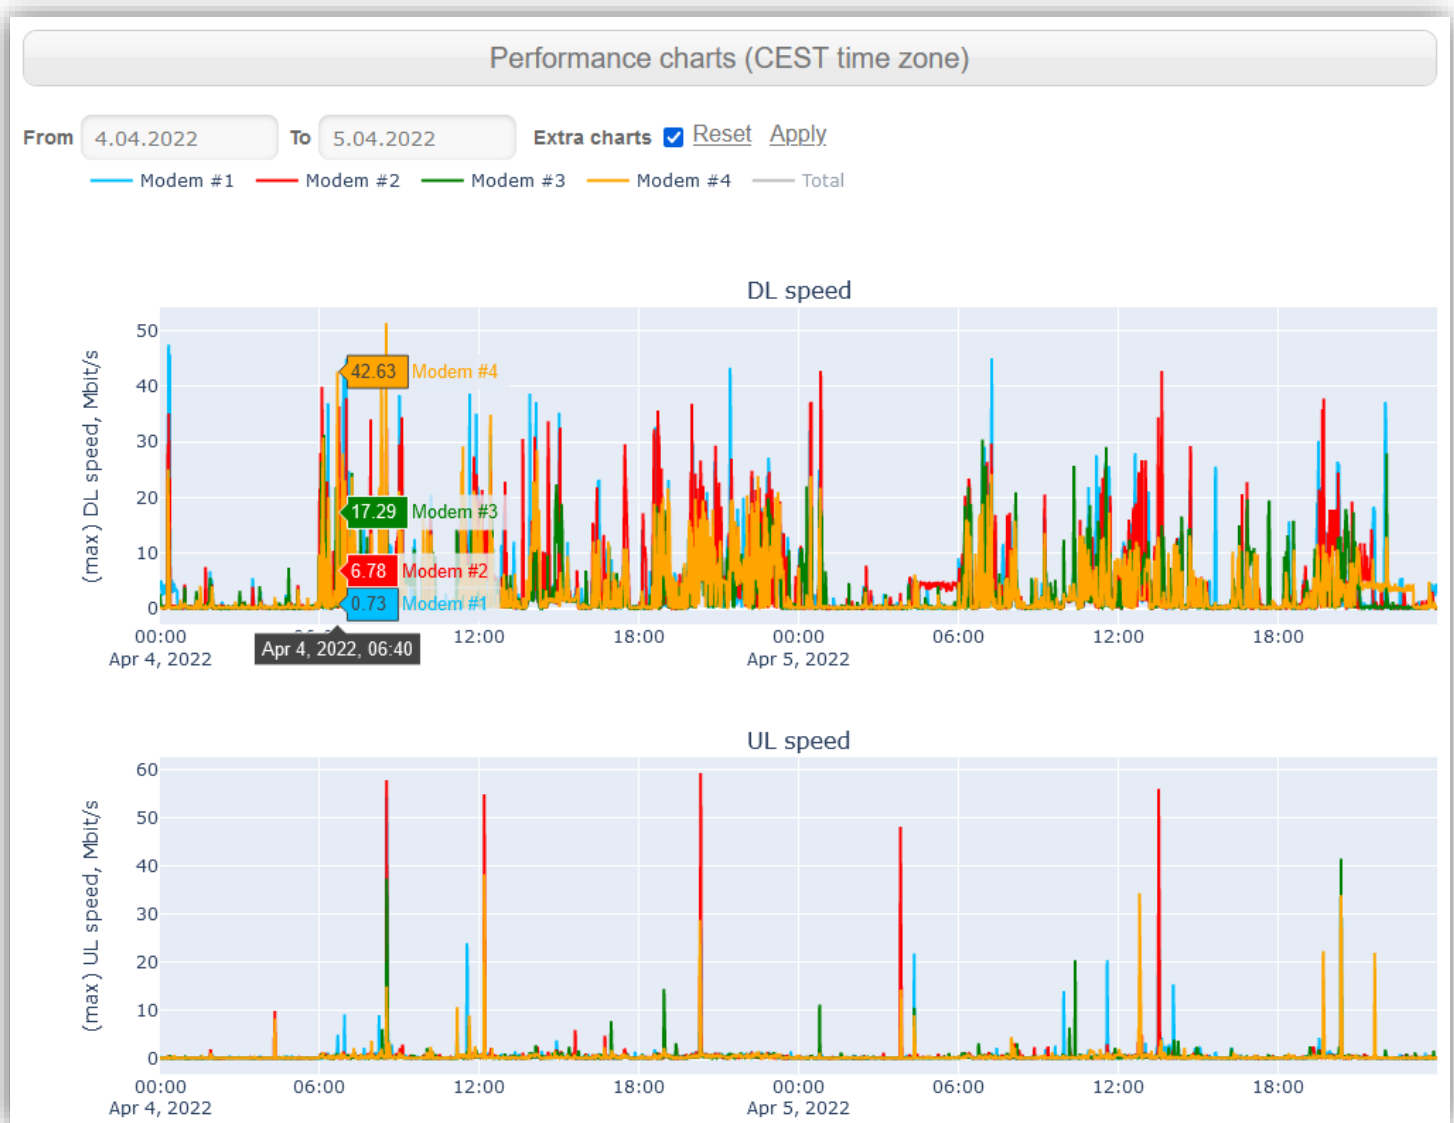 Performance charts (CEST time zone)
From 4.04.2022 To 5.04.2022 Extra charts Reset Apply
Modem #1 Modem #2 Modem #3 Modem #4 Total
DL speed
(max) DL speed, Mbit/s
50
40
30
20
10
0
42.63 Modem #4
17.29 Modem #3
6.78 Modem #2
0.73 Modem #1
00:00 12:00 18:00 00:00 06:00 12:00 18:00
Apr 4, 2022 Apr 5, 2022
Apr 4, 2022, 06:40
UL speed
(max) UL speed, Mbit/s
60
50
40
30
20
10
0
00:00 06:00 12:00 18:00 00:00 06:00 12:00 18:00
Apr 4, 2022 Apr 5, 2022